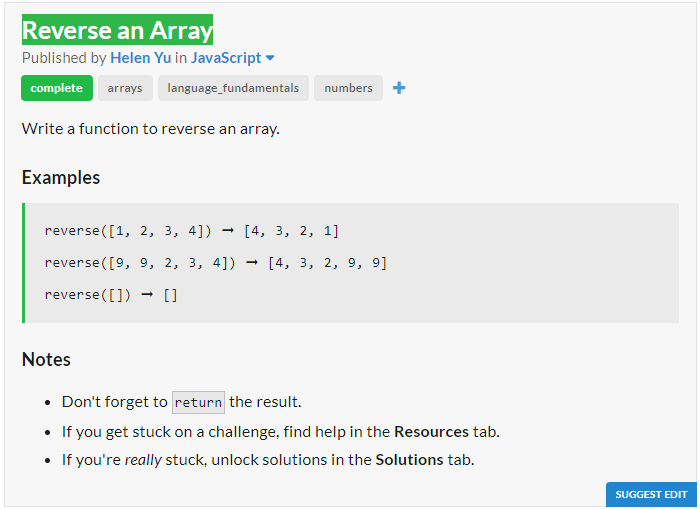 Reverse an Array
Published by Helen Yu in JavaScript
complete arrays language_fundamentals numbers +
Write a function to reverse an array.
Examples
reverse([1, 2, 3, 4]) ➞ [4, 3, 2, 1]
reverse([9, 9, 2, 3, 4]) ➞ [4, 3, 2, 9, 9]
reverse([]) ➞ []
Notes
• Don't forget to return the result.
• If you get stuck on a challenge, find help in the Resources tab.
• If you're really stuck, unlock solutions in the Solutions tab.
SUGGEST EDIT